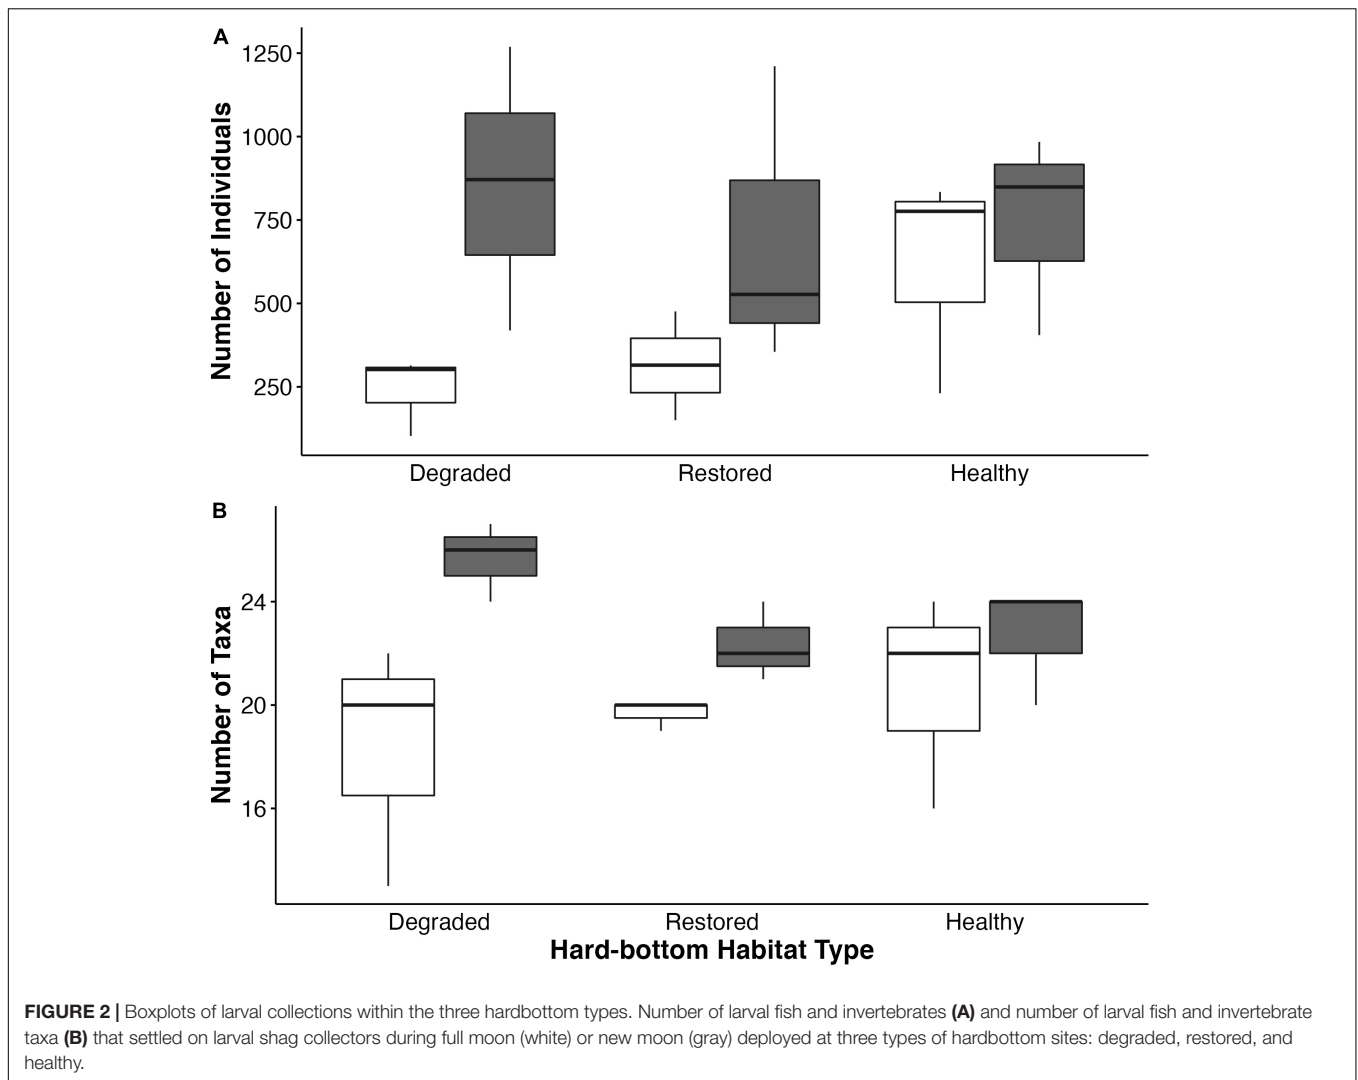 A
1250
1000
750
500
250
Number of Individuals
Degraded Restored Healthy
B
24
20
16
Number of Taxa
Degraded Restored Healthy
Hard-bottom Habitat Type
FIGURE 2 | Boxplots of larval collections within the three hardbottom types. Number of larval fish and invertebrates (A) and number of larval fish and invertebrate
taxa (B) that settled on larval shag collectors during full moon (white) or new moon (gray) deployed at three types of hardbottom sites: degraded, restored, and
healthy.